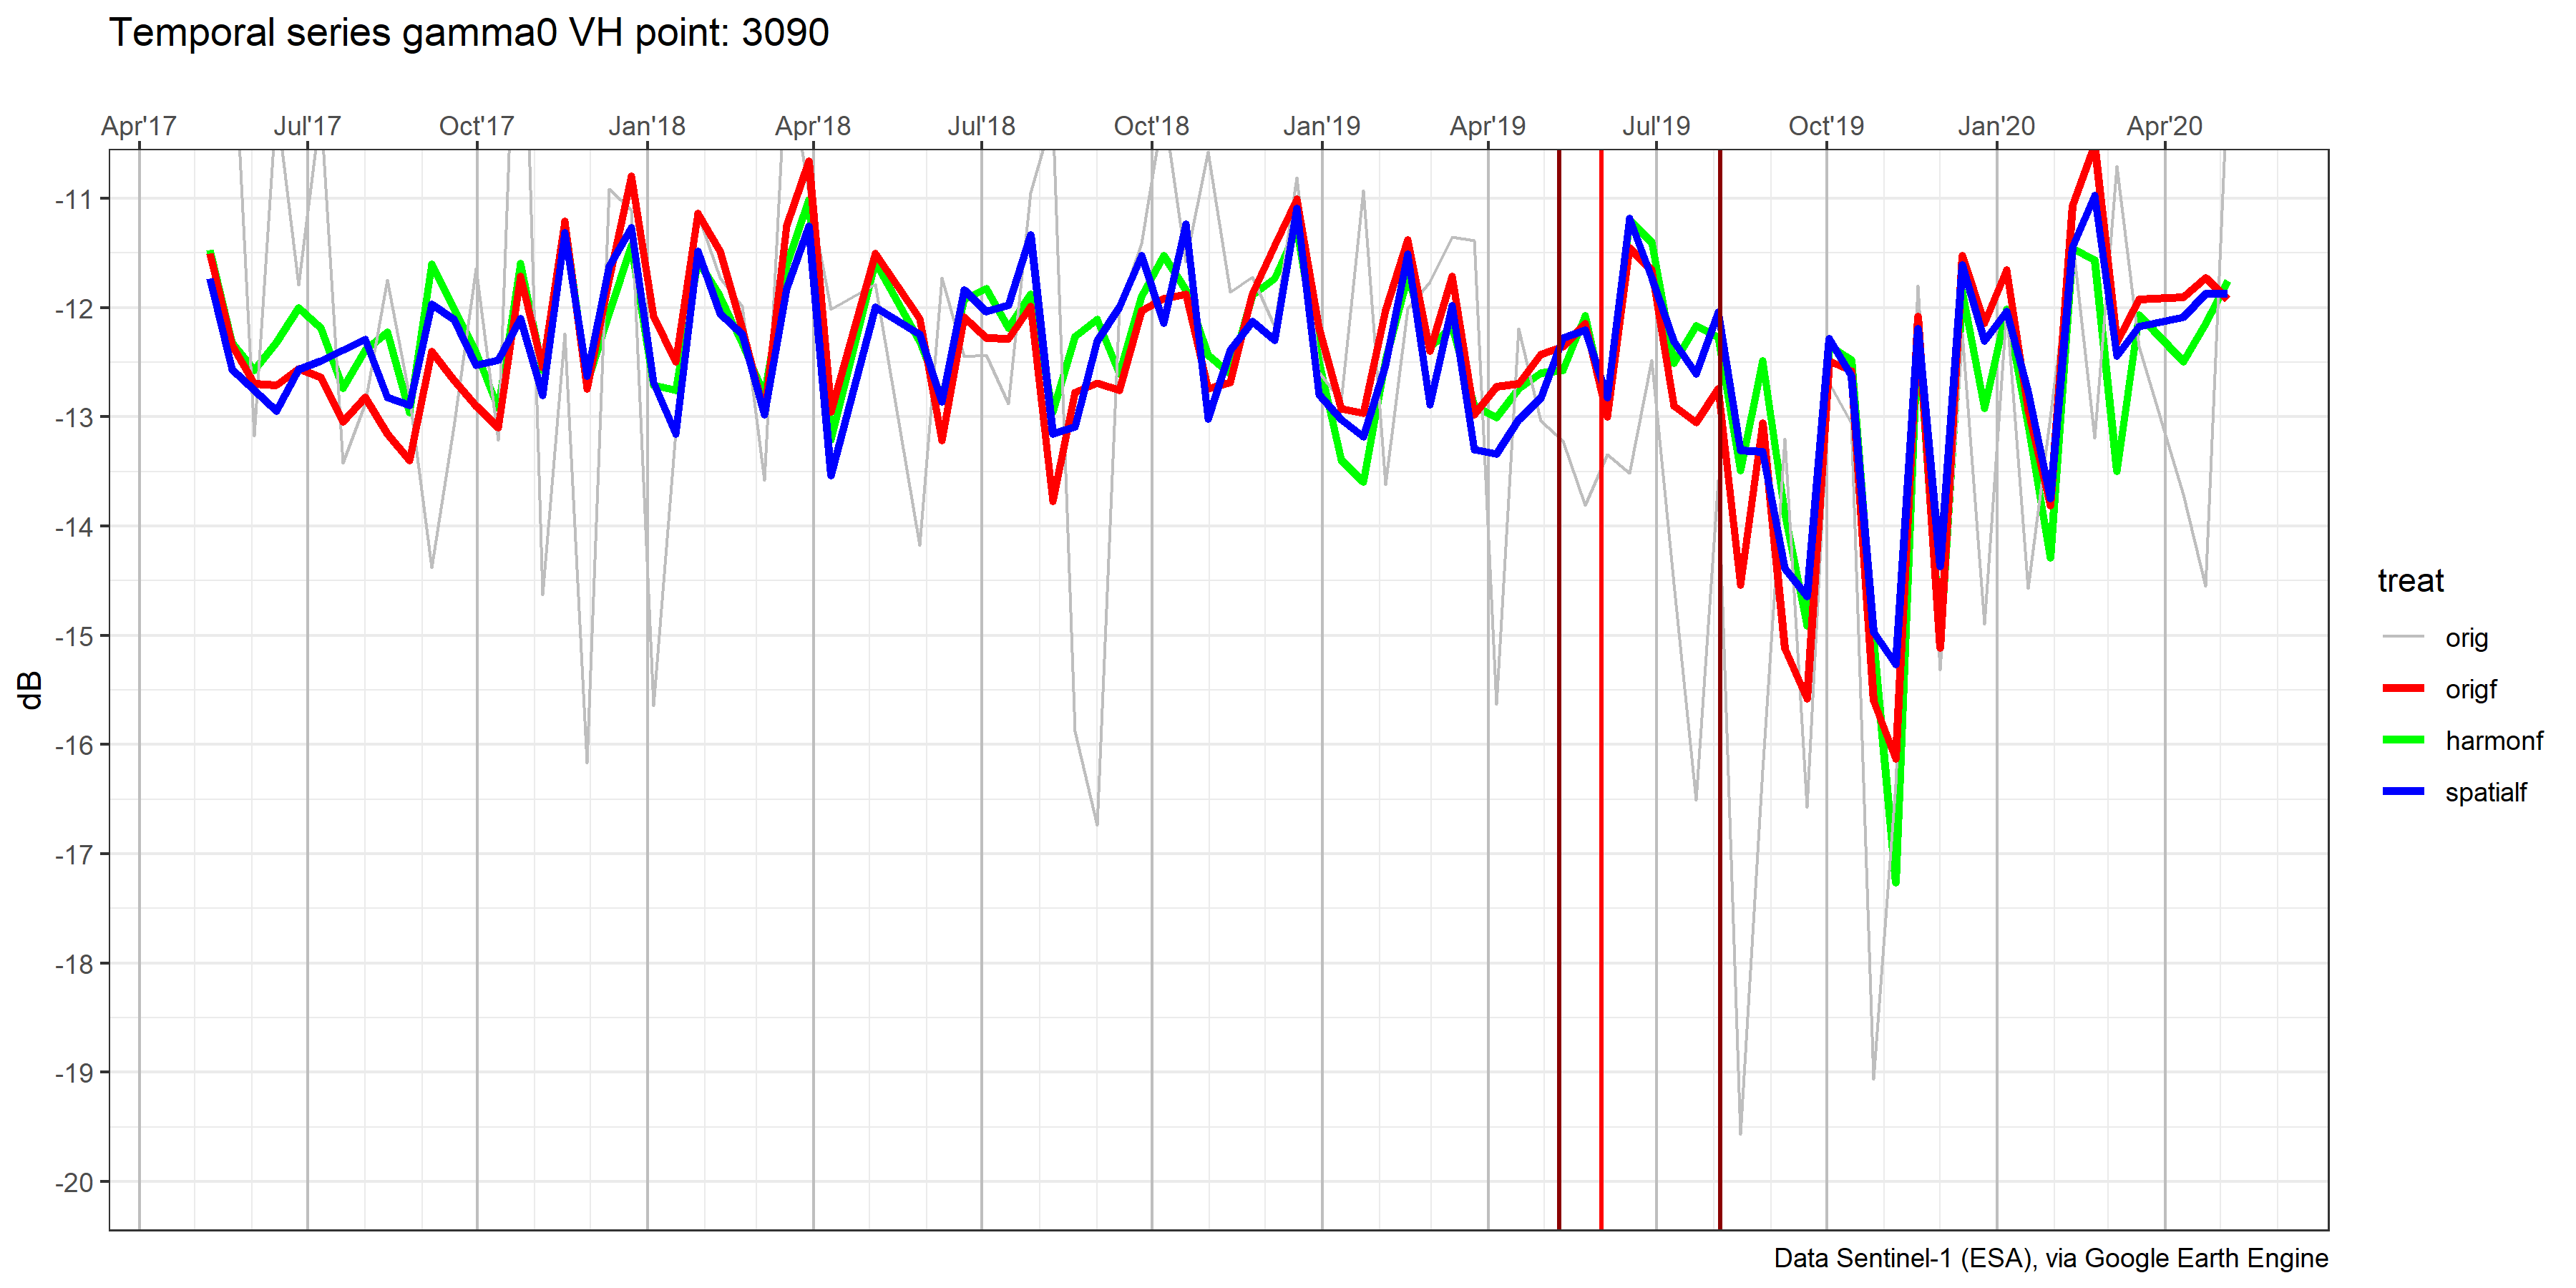 Temporal series gamma0 VH point: 3090
Apr'17 Jul'17 Oct'17 Jan'18 Apr'18 Jul'18 Oct'18 Jan'19 Apr'19 Jul'19 Oct'19 Jan'20 Apr'20
-11
-12
-13
-14
-15
-16
-17
-18
-19
-20
dB
treat
orig
origf
harmonf
spatialf
Data Sentinel-1 (ESA), via Google Earth Engine